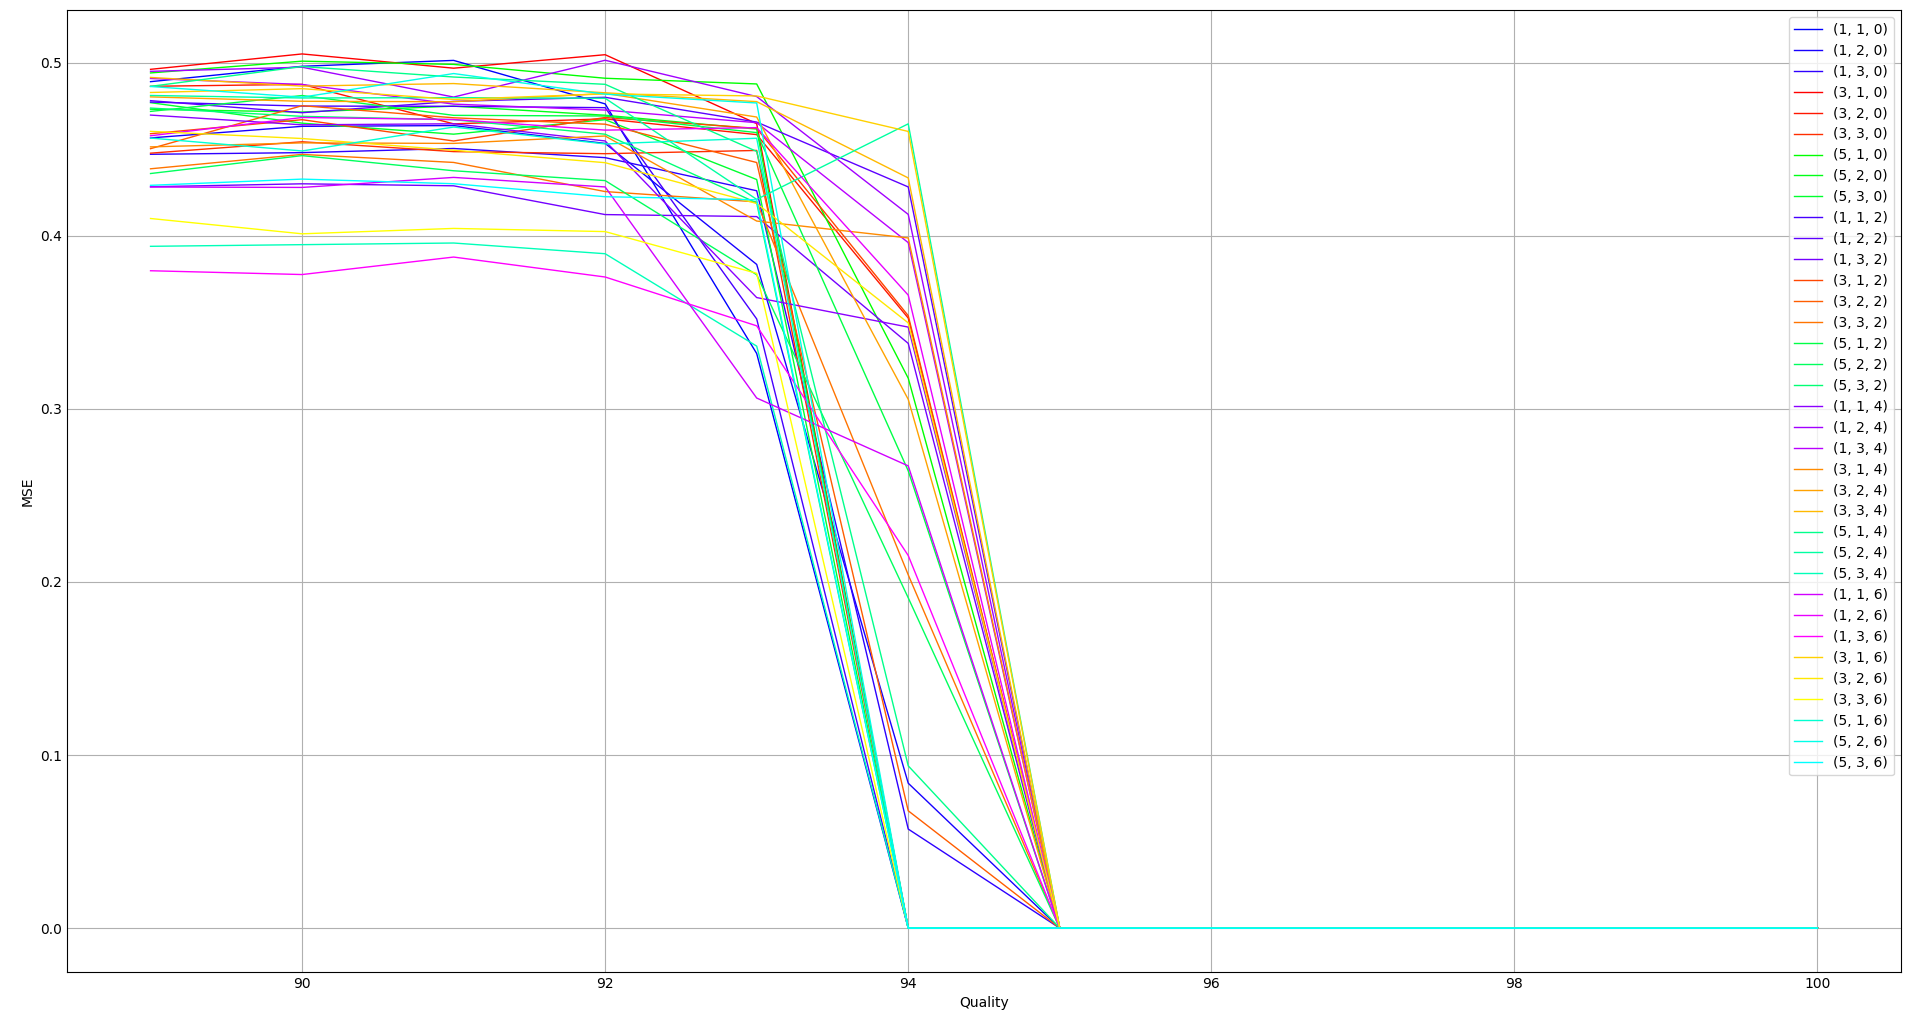 0.5
0.4
0.3
0.2
0.1
0.0
MSE
90
92
94
96
98
100
Quality
(1, 1, 0)
(1, 2, 0)
(1, 3, 0)
(3, 1, 0)
(3, 2, 0)
(3, 3, 0)
(5, 1, 0)
(5, 2, 0)
(5, 3, 0)
(1, 1, 2)
(1, 2, 2)
(1, 3, 2)
(3, 1, 2)
(3, 2, 2)
(3, 3, 2)
(5, 1, 2)
(5, 2, 2)
(5, 3, 2)
(1, 1, 4)
(1, 2, 4)
(1, 3, 4)
(3, 1, 4)
(3, 2, 4)
(3, 3, 4)
(5, 1, 4)
(5, 2, 4)
(5, 3, 4)
(1, 1, 6)
(1, 2, 6)
(1, 3, 6)
(3, 1, 6)
(3, 2, 6)
(3, 3, 6)
(5, 1, 6)
(5, 2, 6)
(5, 3, 6)